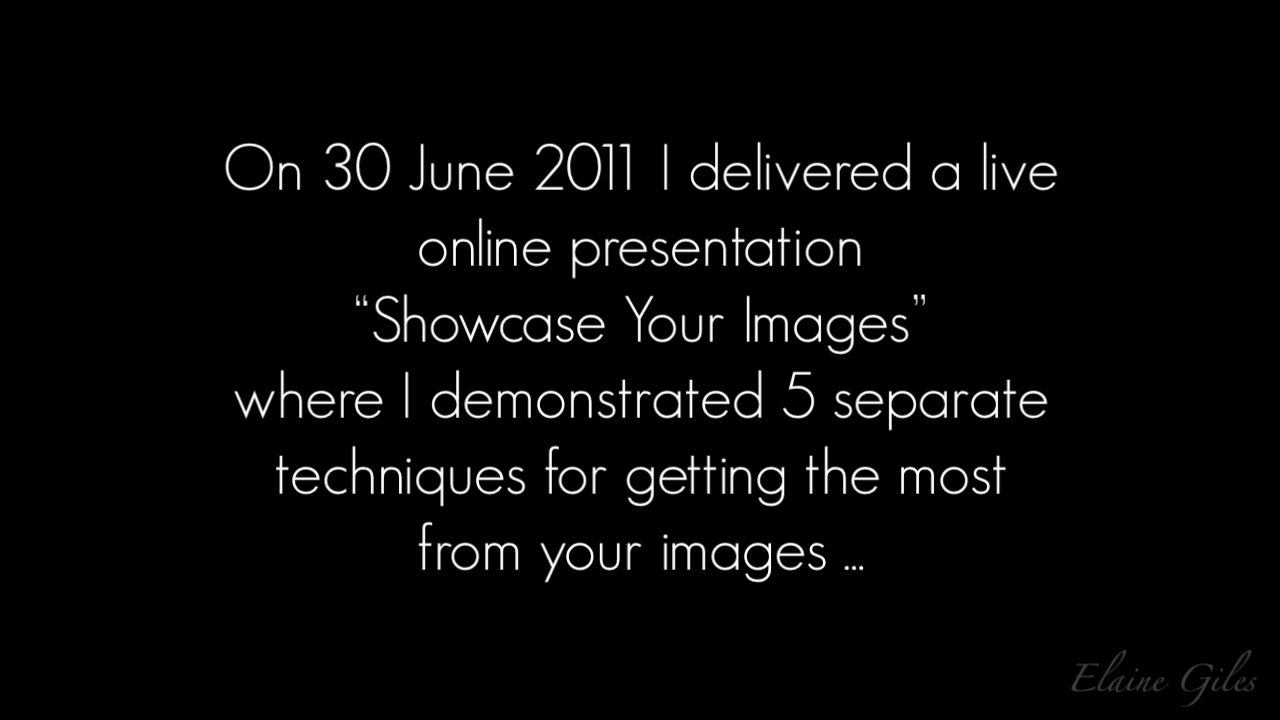 On 30 June 2011 I delivered a live
online presentation
“Showcase Your Images”
where I demonstrated 5 separate
techniques for getting the most
from your images ...
Elaine Giles